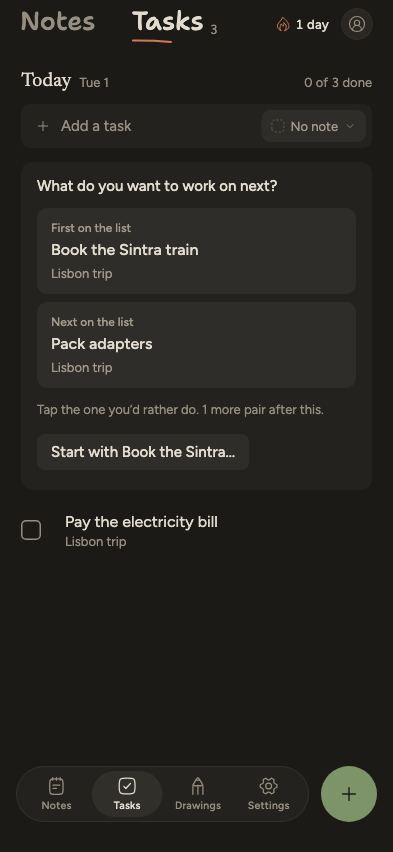 Notes Tasks 3 1 day
Today Tue 1 0 of 3 done
Add a task No note
What do you want to work on next?
First on the list
Book the Sintra train
Lisbon trip
Next on the list
Pack adapters
Lisbon trip
Tap the one you'd rather do. 1 more pair after this.
Start with Book the Sintra...
Pay the electricity bill
Lisbon trip
Notes Tasks Drawings Settings